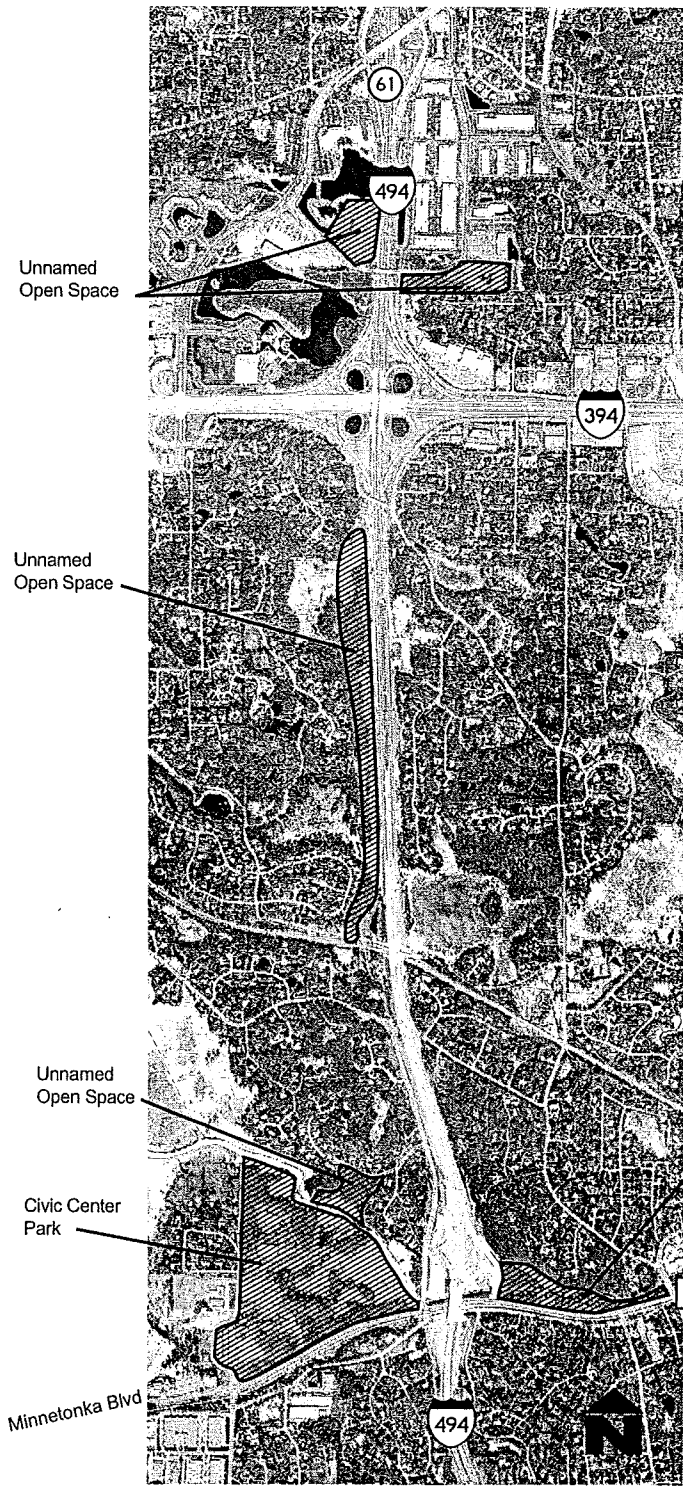 61
494
Unnamed
Open Space
394
Unnamed
Open Space
Unnamed
Open Space
Civic Center
Park
Minnetonka Blvd
494
N